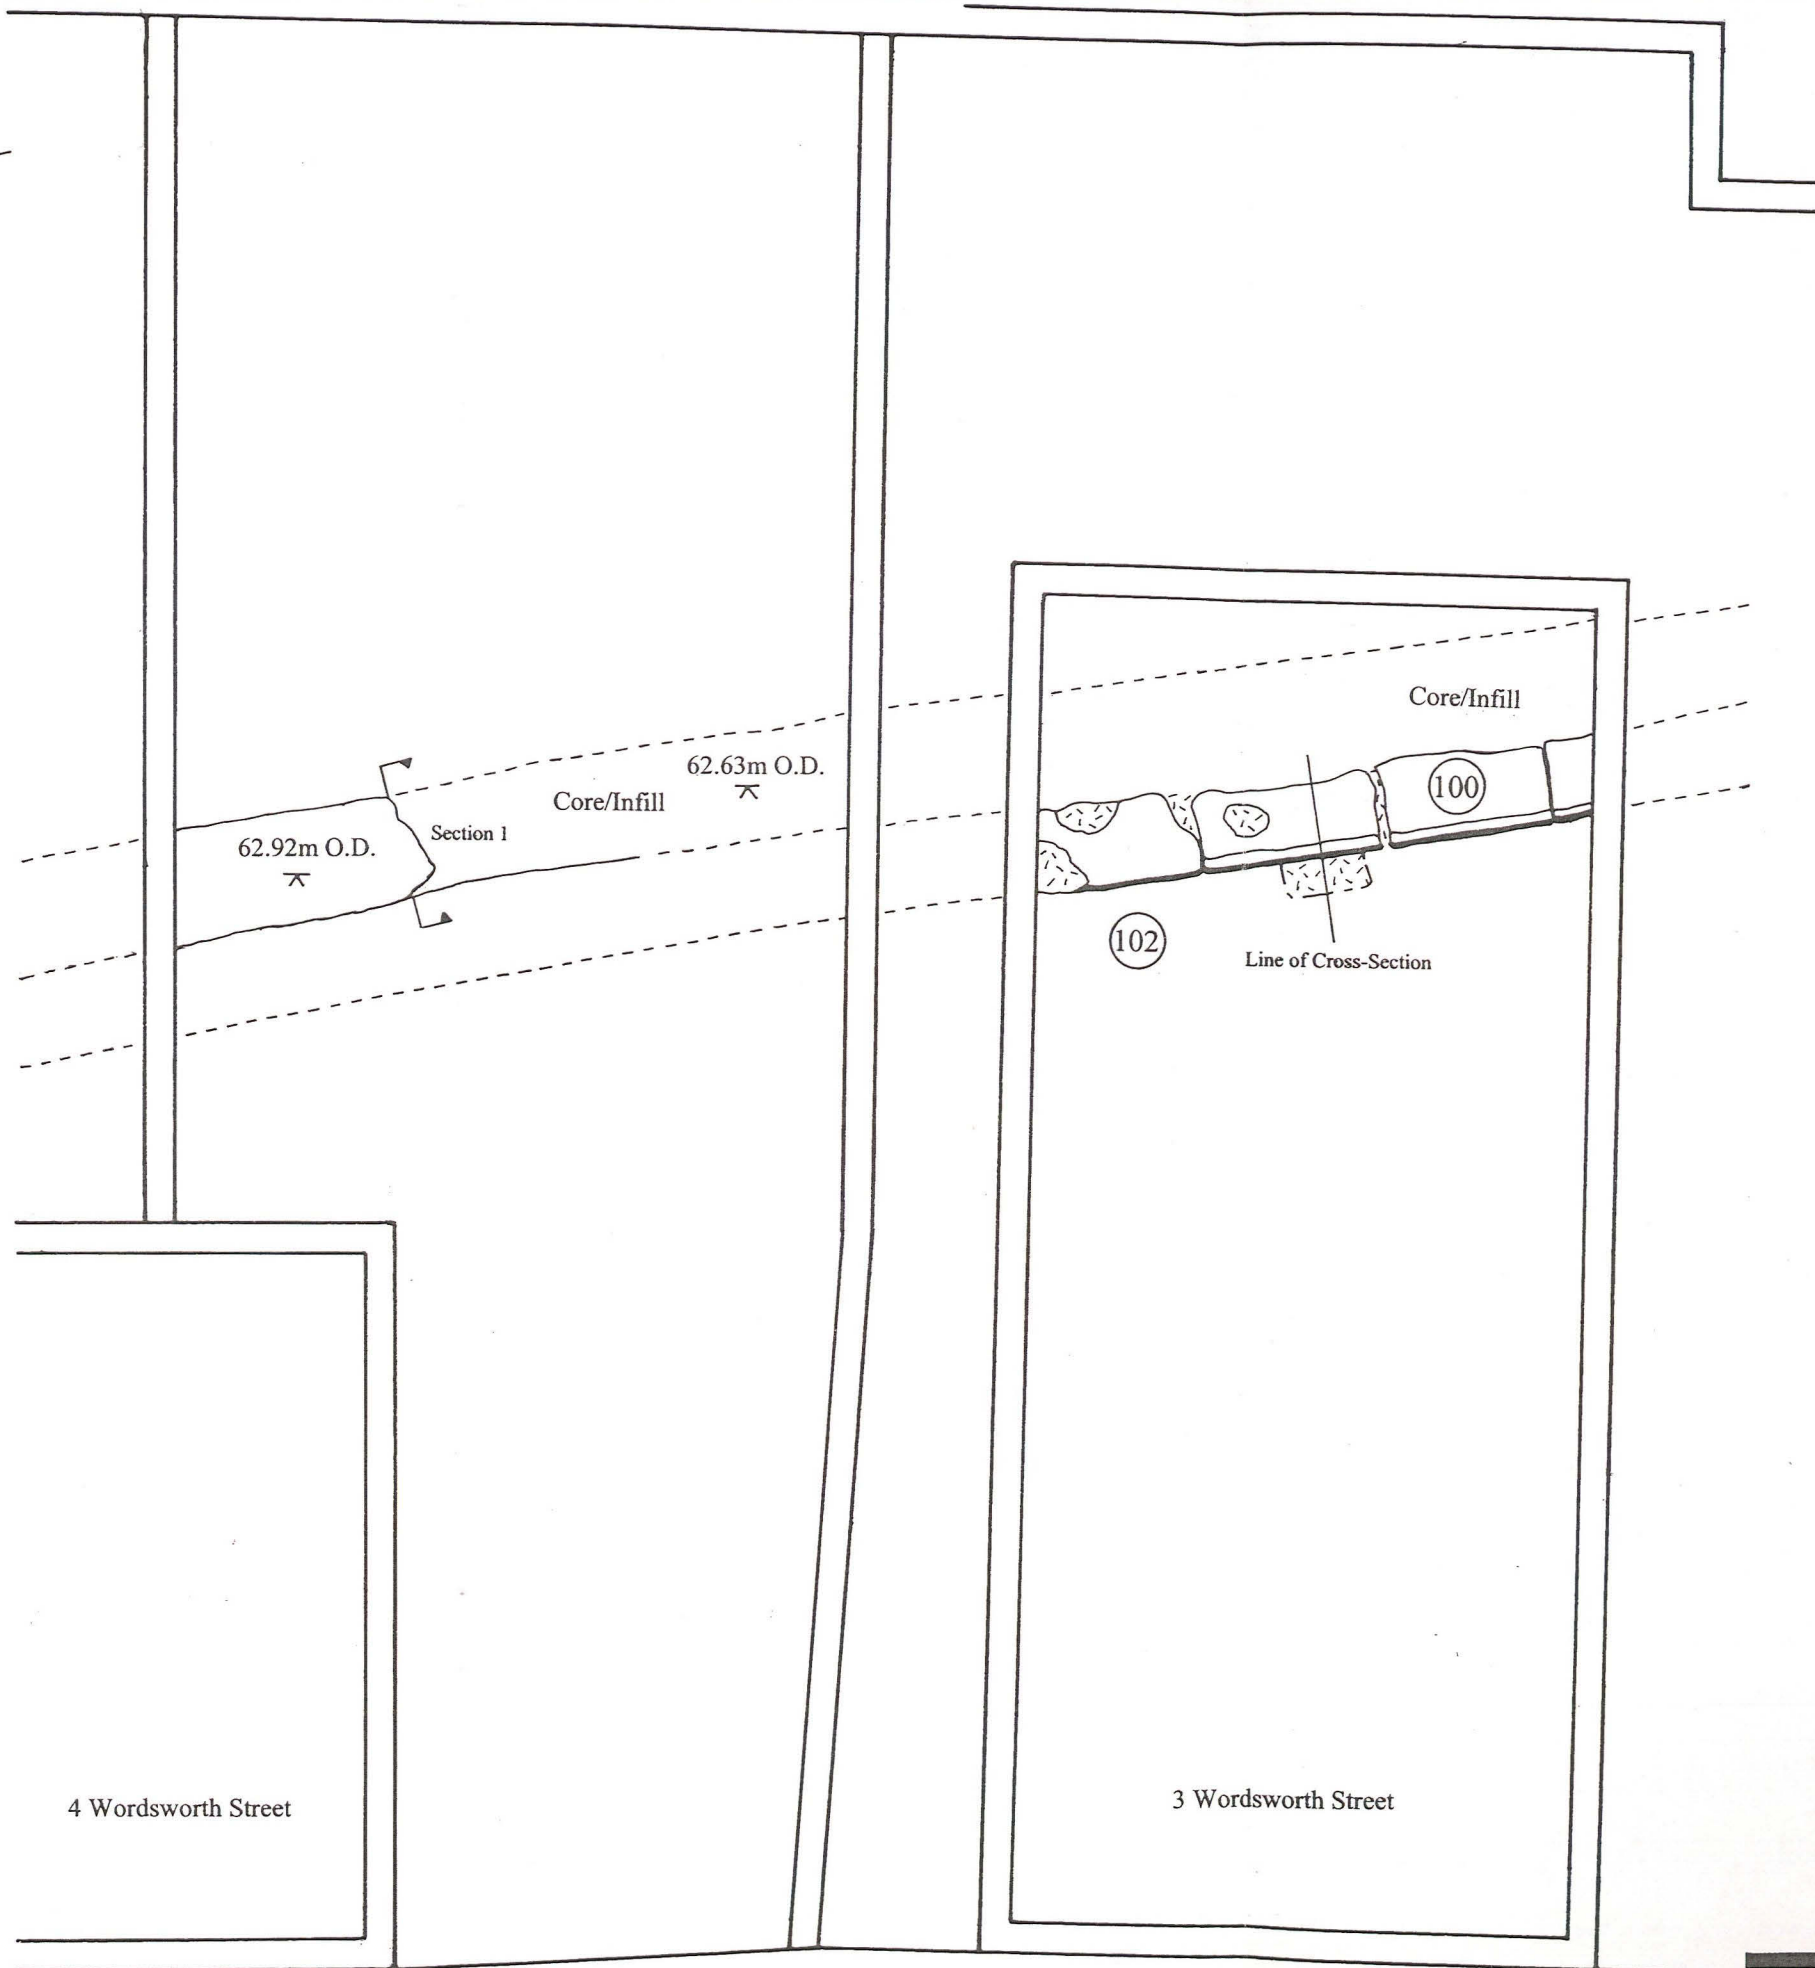 Core/Infill
62.63m O.D.
Core/Infill
100
Section 1
62.92m O.D.
102
Line of Cross-Section
4 Wordsworth Street
3 Wordsworth Street